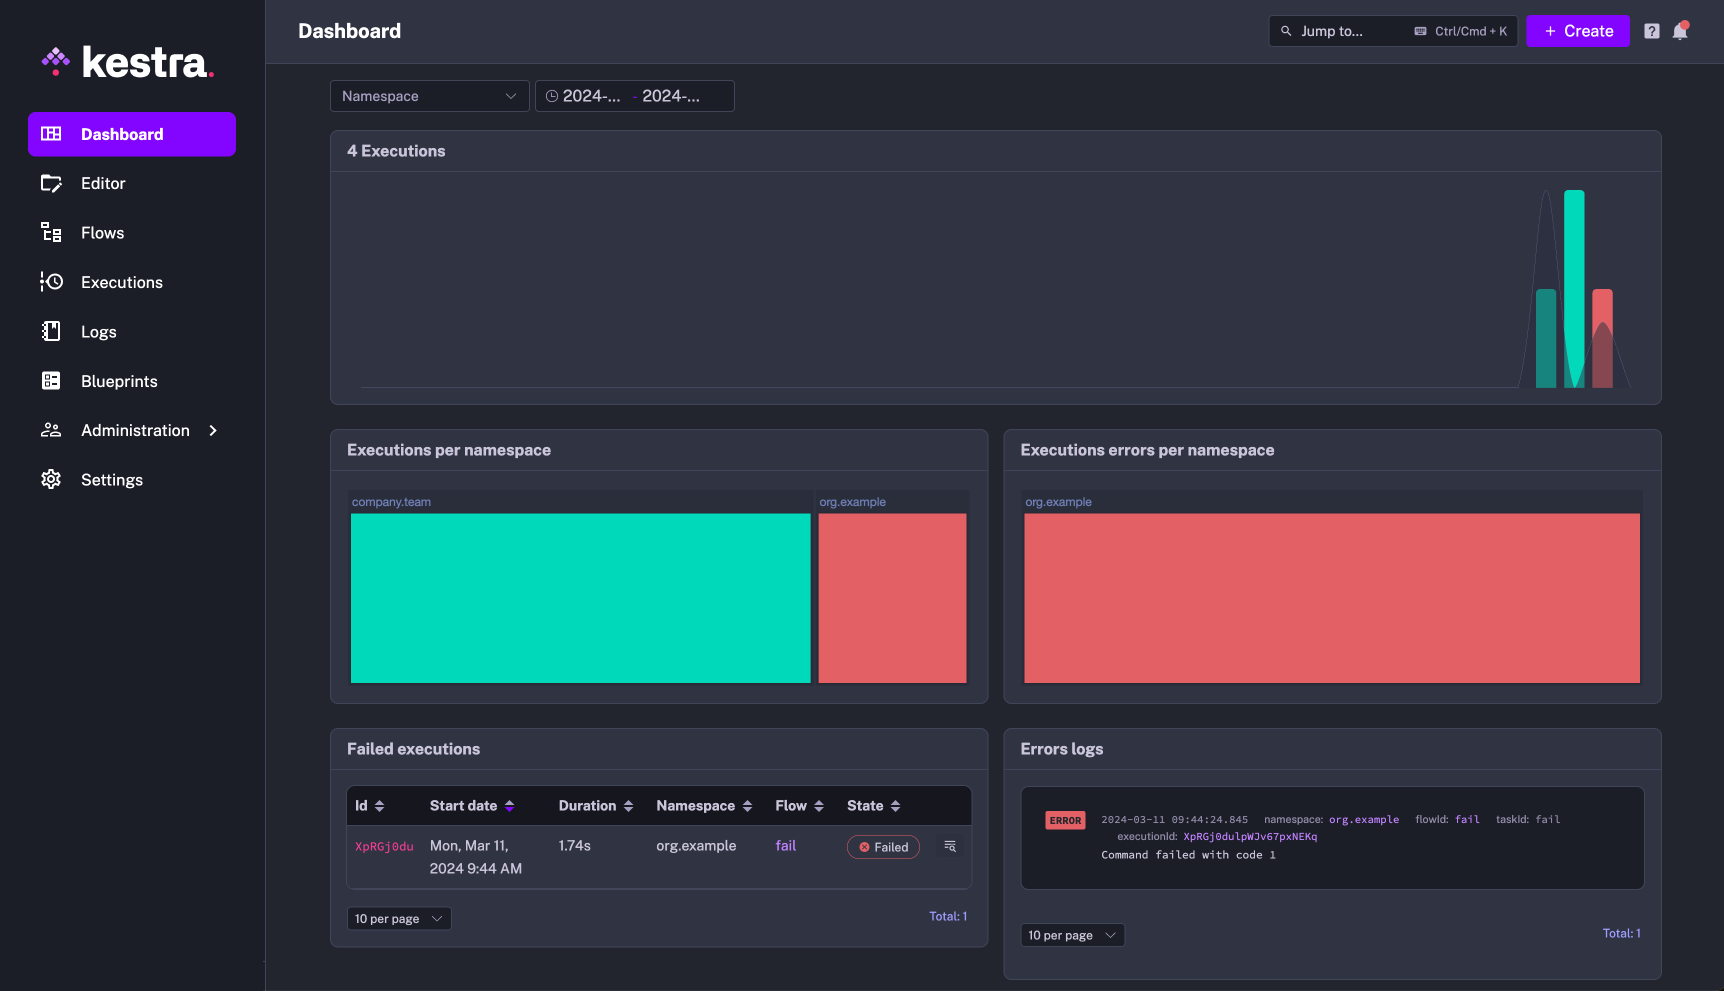 kestra.
Dashboard
Editor
Flows
Executions
Logs
Blueprints
Administration
Settings
Dashboard
Jump to...
Ctrl/Cmd + K
+ Create
?
Namespace
2024-... - 2024-...
4 Executions
Executions per namespace
company.team
org.example
Executions errors per namespace
org.example
Failed executions
Id Start date Duration Namespace Flow State
XpRGj0du Mon, Mar 11, 1.74s org.example fail Failed
2024 9:44 AM
10 per page
Total: 1
Errors logs
ERROR 2024-03-11 09:44:24.845 namespace: org.example flowId: fail taskId: fail
executionId: XpRGj0dulpWJv67pxNEKq
Command failed with code 1
10 per page
Total: 1